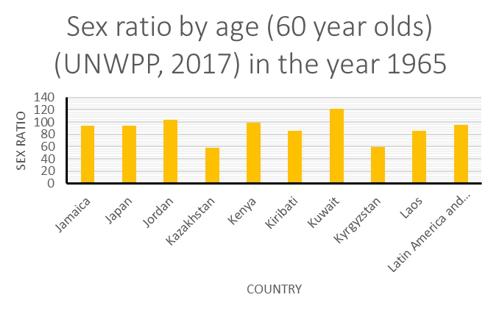 Sex ratio by age (60 year olds)
(UNWPP, 2017) in the year 1965
SEX RATIO
140
120
100
80
60
40
20
0
Jamaica
Japan
Jordan
Kazakhstan
Kenya
Kiribati
Kuwait
Kyrgyzstan
Laos
Latin America and...
COUNTRY